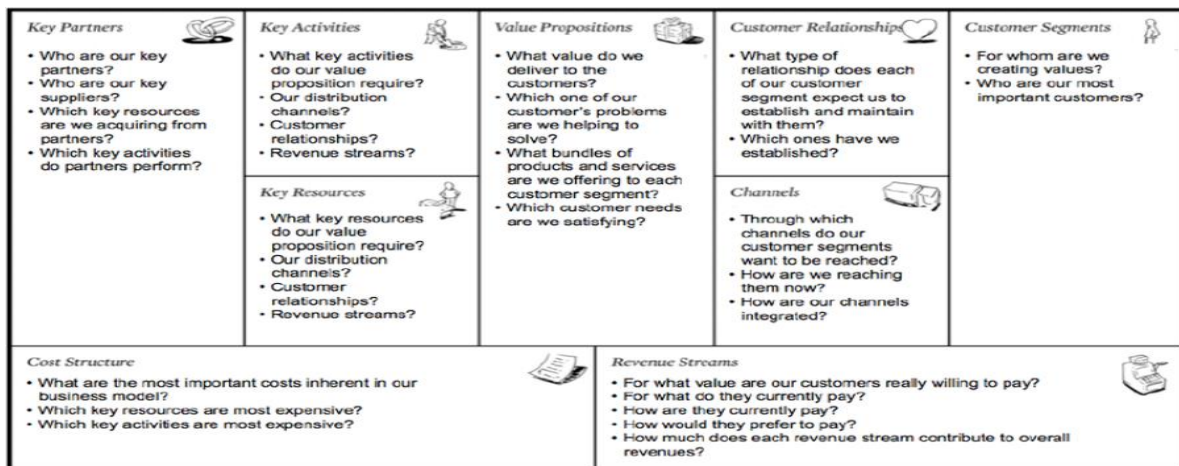 Key Partners
• Who are our key
partners?
• Who are our key
suppliers?
• Which key resources
are we acquiring from
partners?
• Which key activities
do partners perform?
Key Activities
• What key activities
do our value
proposition require?
• Our distribution
channels?
• Customer
relationships?
• Revenue streams?
Key Resources
• What key resources
do our value
proposition require?
• Our distribution
channels?
• Customer
relationships?
• Revenue streams?
Value Propositions
• What value do we
deliver to the
customers?
• Which one of our
customer's problems
are we helping to
solve?
• What bundles of
products and services
are we offering to each
customer segment?
• Which customer needs
are we satisfying?
Customer Relationship
• What type of
relationship does each
of our customer
segment expect us to
establish and maintain
with them?
• Which ones have we
established?
Channels
• Through which
channels do our
customer segments
want to be reached?
• How are we reaching
them now?
• How are our channels
integrated?
Customer Segments
• For whom are we
creating values?
• Who are our most
important customers?
Cost Structure
• What are the most important costs inherent in our
business model?
• Which key resources are most expensive?
• Which key activities are most expensive?
Revenue Streams
• For what value are our customers really willing to pay?
• For what do they currently pay?
• How are they currently pay?
• How would they prefer to pay?
• How much does each revenue stream contribute to overall
revenues?